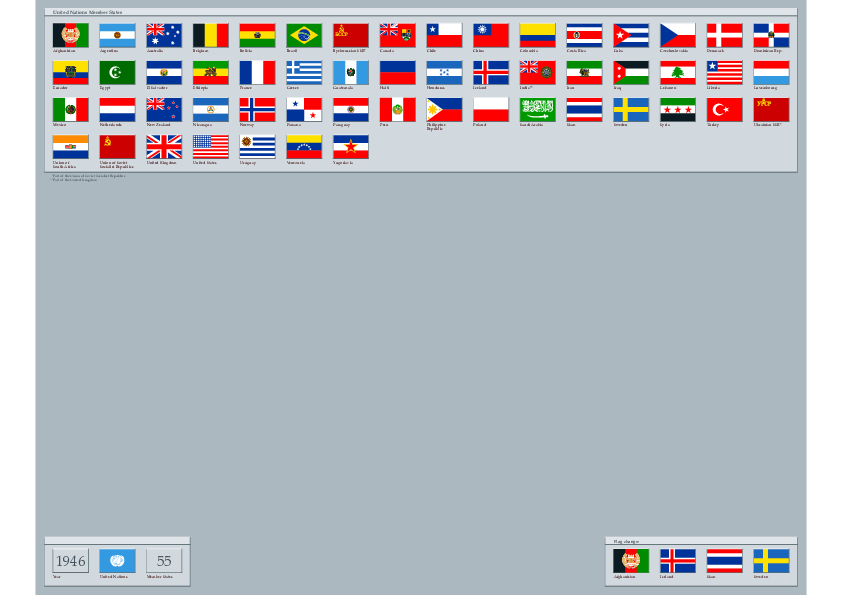 United Nations Member States
Afghanistan Argentina Australia Belgium Bolivia Brazil Byelorussian SSR* Canada Chile China Colombia Costa Rica Cuba Czechoslovakia Denmark Dominican Rep.
Ecuador Egypt El Salvador Ethiopia France Greece Guatemala Haiti Honduras Iceland India* Iran Iraq Lebanon Liberia Luxembourg
Mexico Netherlands New Zealand Nicaragua Norway Panama Paraguay Peru Philippine Poland Saudi Arabia Siam Sweden Syria Turkey Ukrainian SSR*
Republic
Union of Union of Soviet United Kingdom United States Uruguay Venezuela Yugoslavia
South Africa Socialist Republics
1946 55
Year United Nations Member States
Flag changes
Afghanistan Iceland Siam Sweden